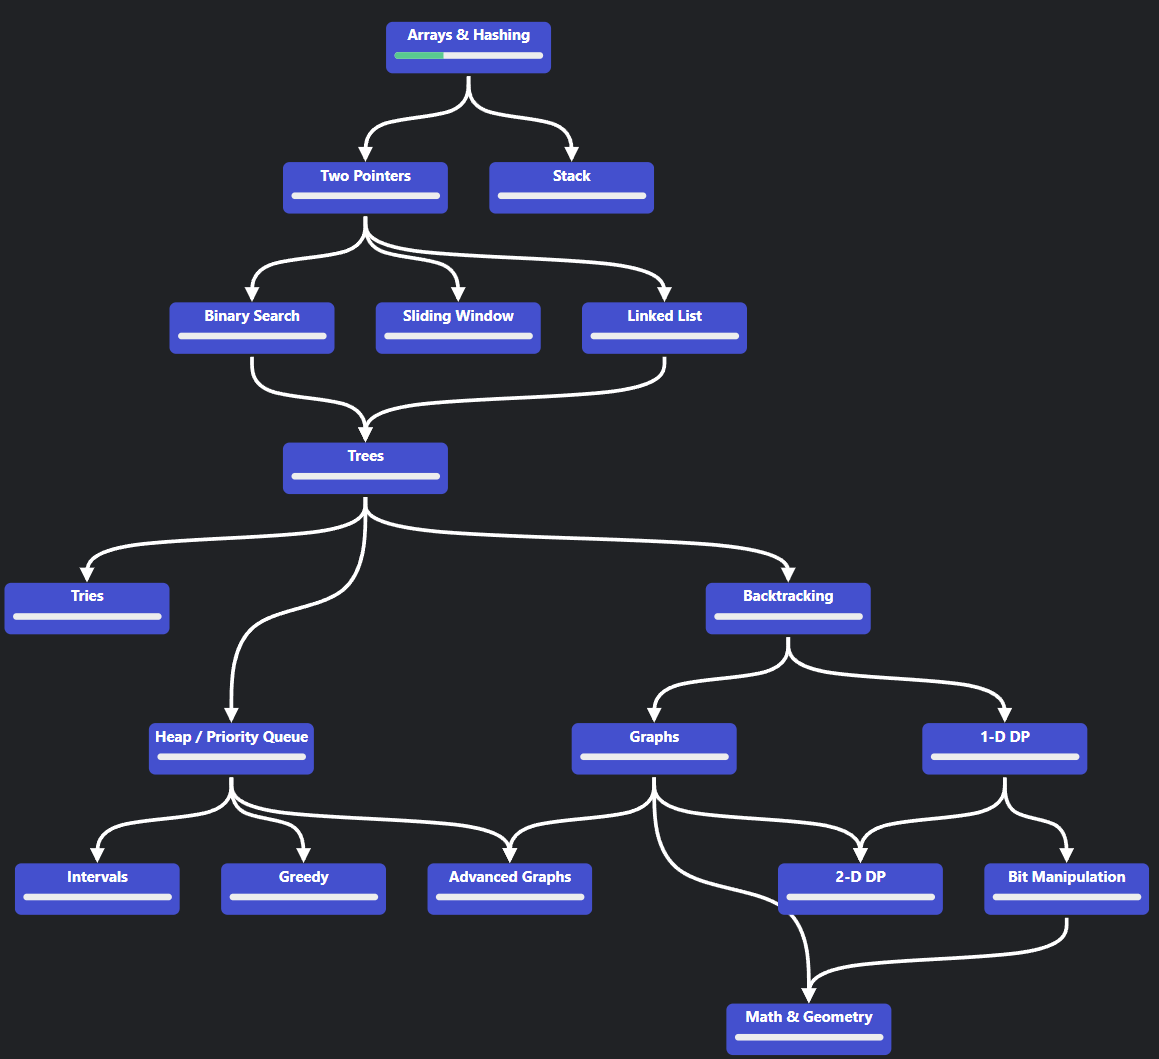 Arrays & Hashing
Two Pointers
Stack
Binary Search
Sliding Window
Linked List
Trees
Tries
Backtracking
Heap / Priority Queue
Graphs
1-D DP
Intervals
Greedy
Advanced Graphs
2-D DP
Bit Manipulation
Math & Geometry